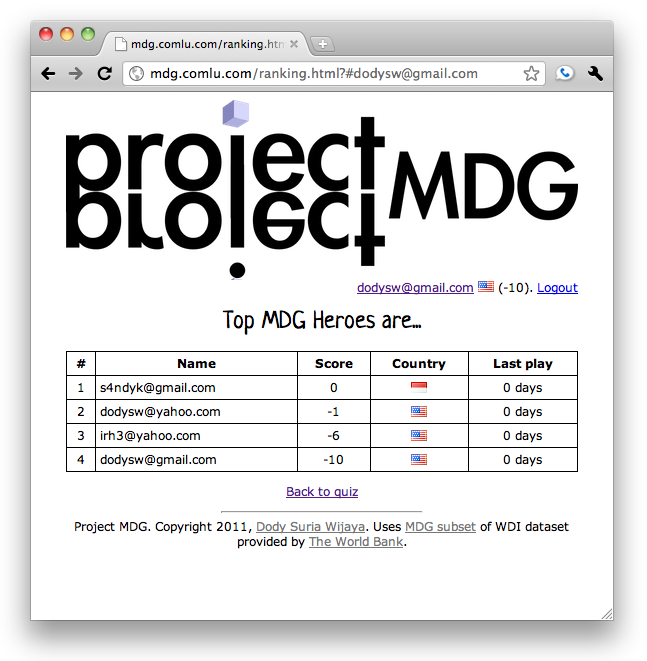 mdg.comlu.com/ranking.htm
mdg.comlu.com/ranking.html?#dodysw@gmail.com
project MDG
dodysw@gmail.com (-10). Logout
Top MDG Heroes are...
# Name Score Country Last play
1 s4ndyk@gmail.com 0 0 days
2 dodysw@yahoo.com -1 0 days
3 irh3@yahoo.com -6 0 days
4 dodysw@gmail.com -10 0 days
Back to quiz
Project MDG. Copyright 2011, Dody Suria Wijaya. Uses MDG subset of WDI dataset
provided by The World Bank.